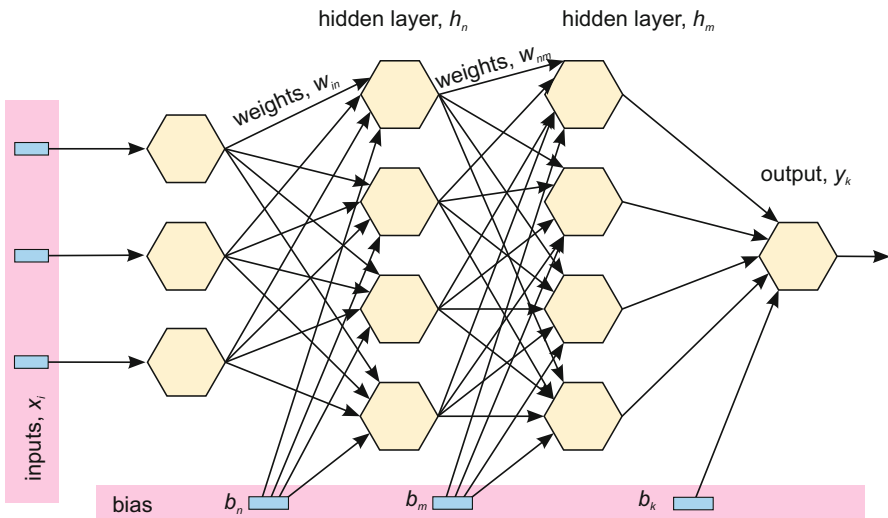 hidden layer, hₙ
hidden layer, hₘ
weights, wᵢₙ
weights, wₙₘ
output, yₖ
inputs, xᵢ
bias
bₙ
bₘ
bₖ